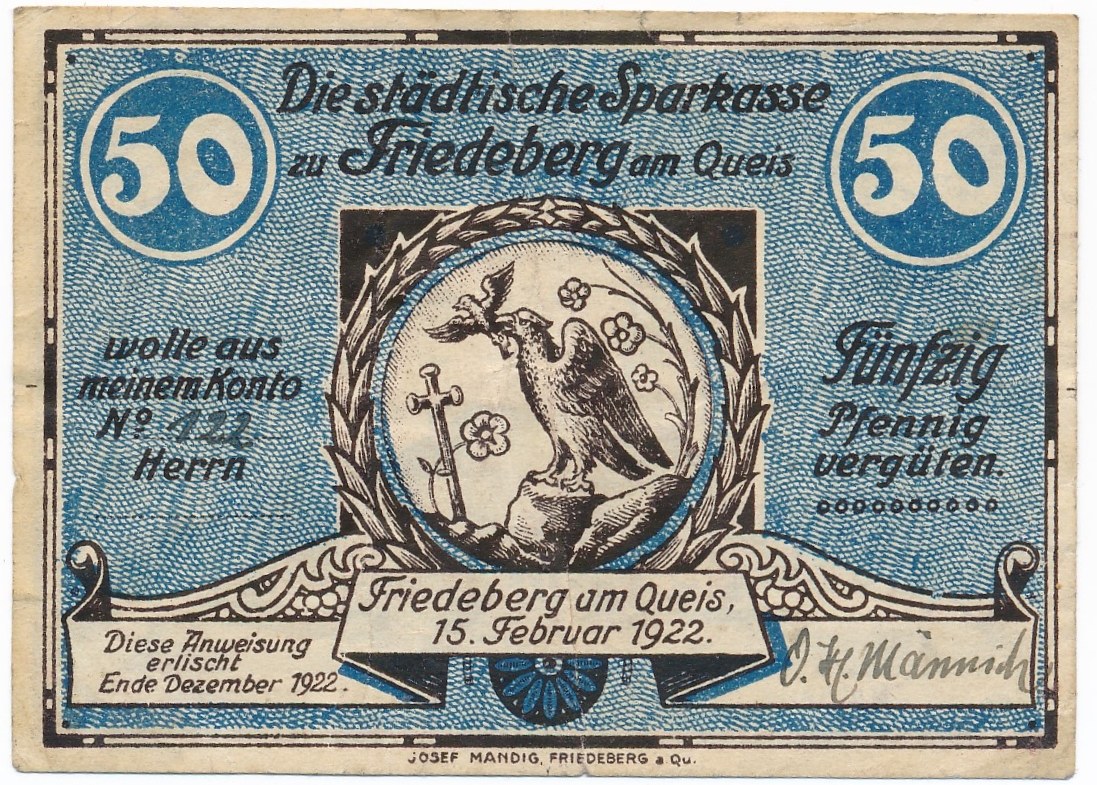 50
Die städtische Sparkasse
zu Friedeberg am Queis
50
wolle aus
meinem Konto
Nº 122
Herrn
Fünfzig
Pfennig
vergüten.
Friedeberg am Queis,
15. Februar 1922.
Diese Anweisung
erlischt
Ende Dezember 1922.
O. H. Männich
JOSEF MANDIG, FRIEDEBERG a. Qu.